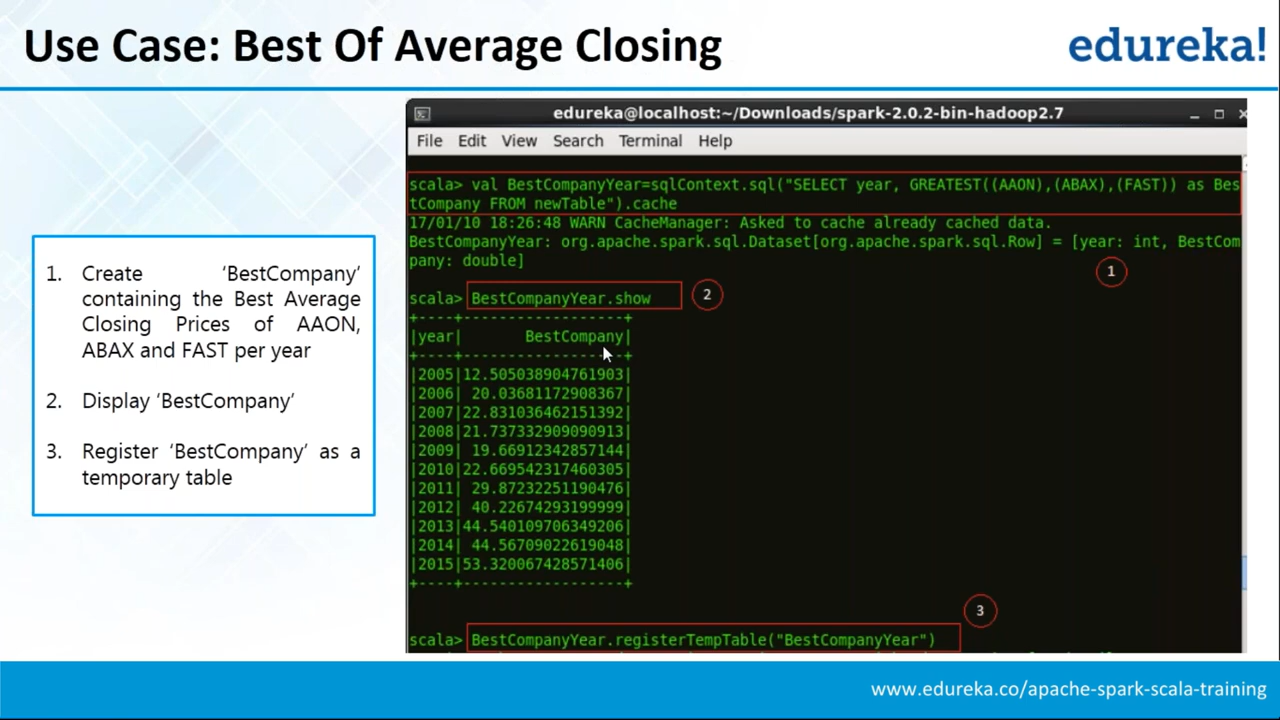 Use Case: Best Of Average Closing
edureka!
1. Create 'BestCompany'
containing the Best Average
Closing Prices of AAON,
ABAX and FAST per year
2. Display 'BestCompany'
3. Register 'BestCompany' as a
temporary table
edureka@localhost:~/Downloads/spark-2.0.2-bin-hadoop2.7
File Edit View Search Terminal Help
scala> val BestCompanyYear=sqlContext.sql("SELECT year, GREATEST((AAON),(ABAX),(FAST)) as Bes
tCompany FROM newTable").cache
17/01/10 18:26:48 WARN CacheManager: Asked to cache already cached data.
BestCompanyYear: org.apache.spark.sql.Dataset[org.apache.spark.sql.Row] = [year: int, BestCom
pany: double]
1
scala> BestCompanyYear.show
2
+----+------------------+
|year|       BestCompany|
+----+------------------+
|2005|12.505038904761903|
|2006| 20.03681172908367|
|2007|22.831036462151392|
|2008|21.737332909090913|
|2009| 19.66912342857144|
|2010|22.669542317460305|
|2011| 29.87232251190476|
|2012| 40.22674293199999|
|2013|44.540109706349206|
|2014| 44.56709022619048|
|2015|53.320067428571406|
+----+------------------+
3
scala> BestCompanyYear.registerTempTable("BestCompanyYear")
www.edureka.co/apache-spark-scala-training